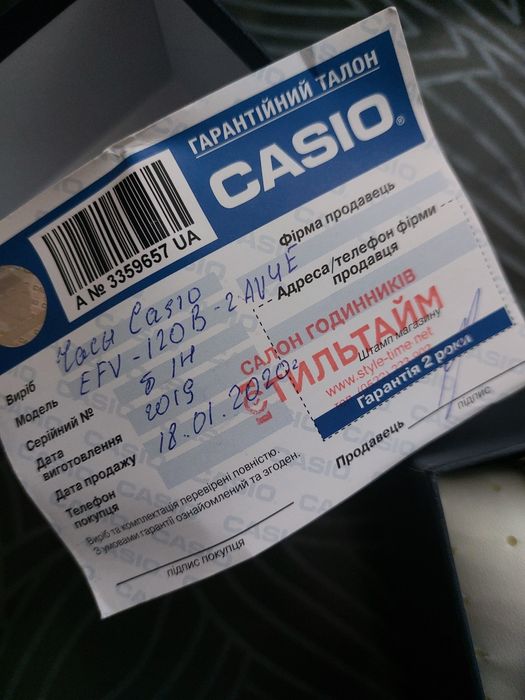 ГАРАНТІЙНИЙ ТАЛОН
CASIO®
A № 3359657 UA
Фірма продавець
Адреса/телефон фірми продавця
Виріб Часы Casio
Модель EFV-120B-2AVUE
Серійний № Б/Н
Дата виготовлення 2019
Дата продажу 18.01.2020г
Телефон покупця
САЛОН ГОДИННИКІВ
СТИЛЬТАЙМ
Штамп магазину
www.style-time.net
Гарантія 2 роки
Виріб та комплектація перевірені повністю.
З умовами гарантії ознайомлений та згоден.
підпис покупця
Продавець
підпис.